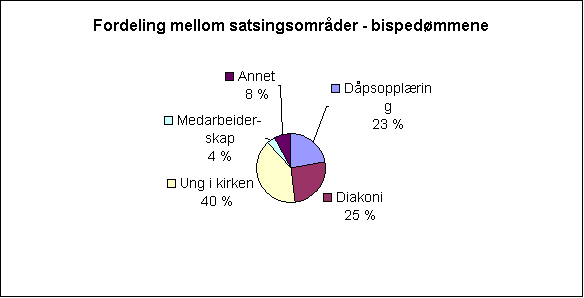 Fordeling mellom satsingsområder - bispedømmene
Annet
8 %
Dåpsopplærin
g
23 %
Medarbeider-
skap
4 %
Ung i kirken
40 %
Diakoni
25 %